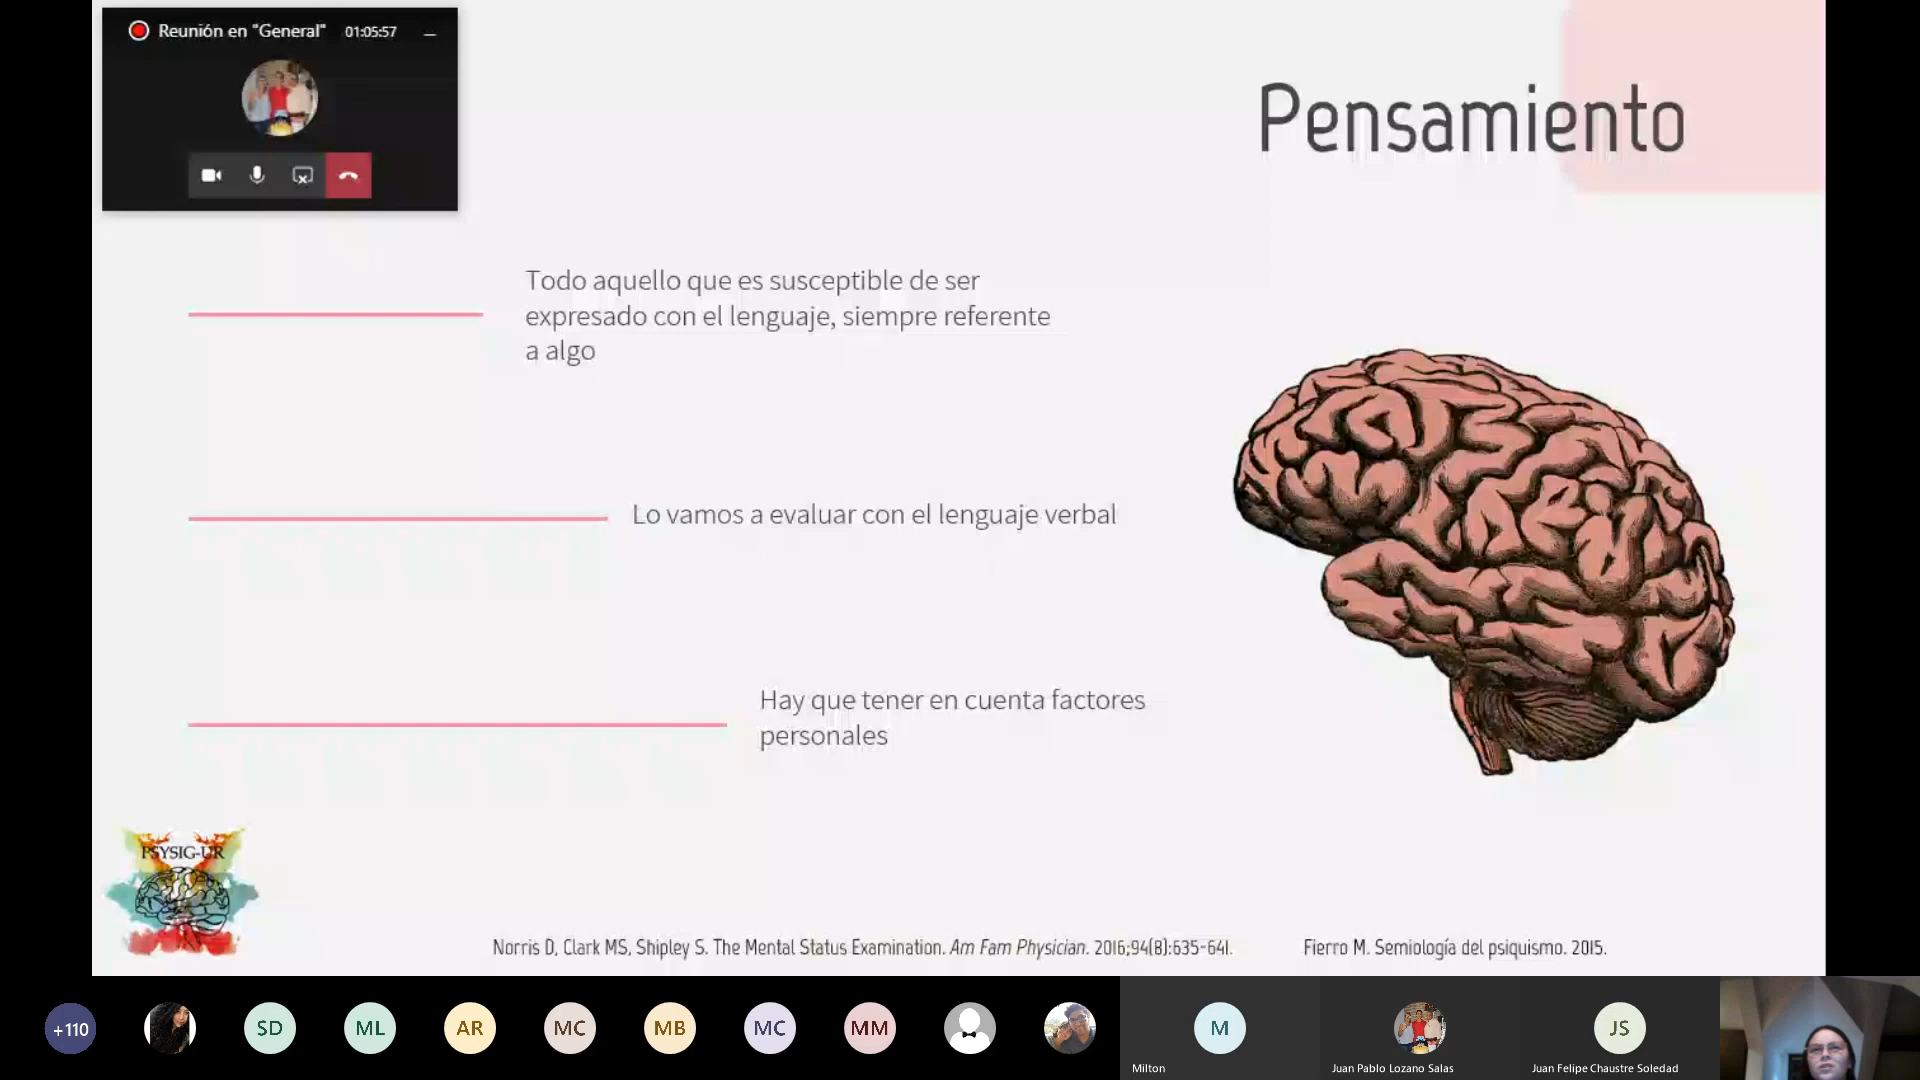 Reunión en "General" 01:05:57
Pensamiento
Todo aquello que es susceptible de ser
expresado con el lenguaje, siempre referente
a algo
Lo vamos a evaluar con el lenguaje verbal
Hay que tener en cuenta factores
personales
PSYSIG-UR
Norris D, Clark MS, Shipley S. The Mental Status Examination. Am Fam Physician. 2016;94(8):635-641.
Fierro M. Semiología del psiquismo. 2015.
+110
SD
ML
AR
MC
MB
MC
MM
M
JS
Milton
Juan Pablo Lozano Salas
Juan Felipe Chaustre Soledad